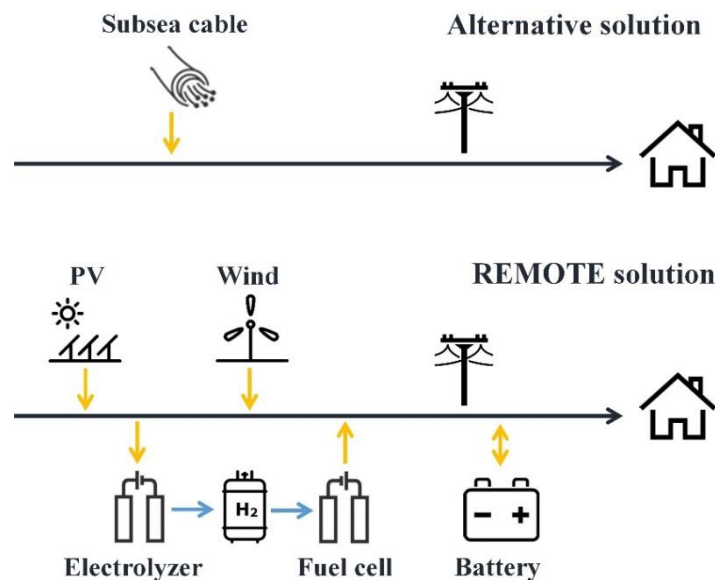 Subsea cable
Alternative solution
PV
Wind
REMOTE solution
H₂
Electrolyzer
Fuel cell
Battery